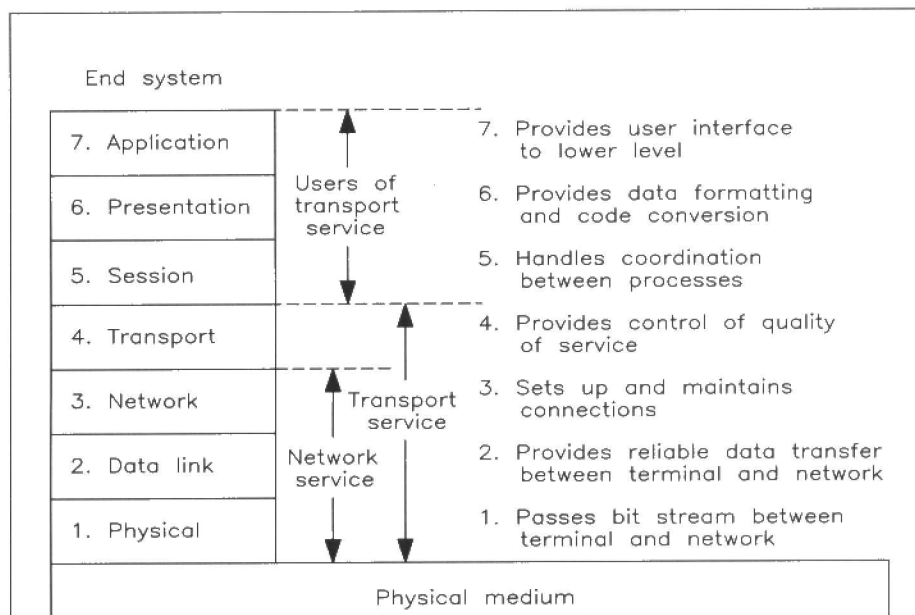 End system
7. Application
6. Presentation
5. Session
4. Transport
3. Network
2. Data link
1. Physical
Users of
transport
service
Transport
service
Network
service
7. Provides user interface
to lower level
6. Provides data formatting
and code conversion
5. Handles coordination
between processes
4. Provides control of quality
of service
3. Sets up and maintains
connections
2. Provides reliable data transfer
between terminal and network
1. Passes bit stream between
terminal and network
Physical medium